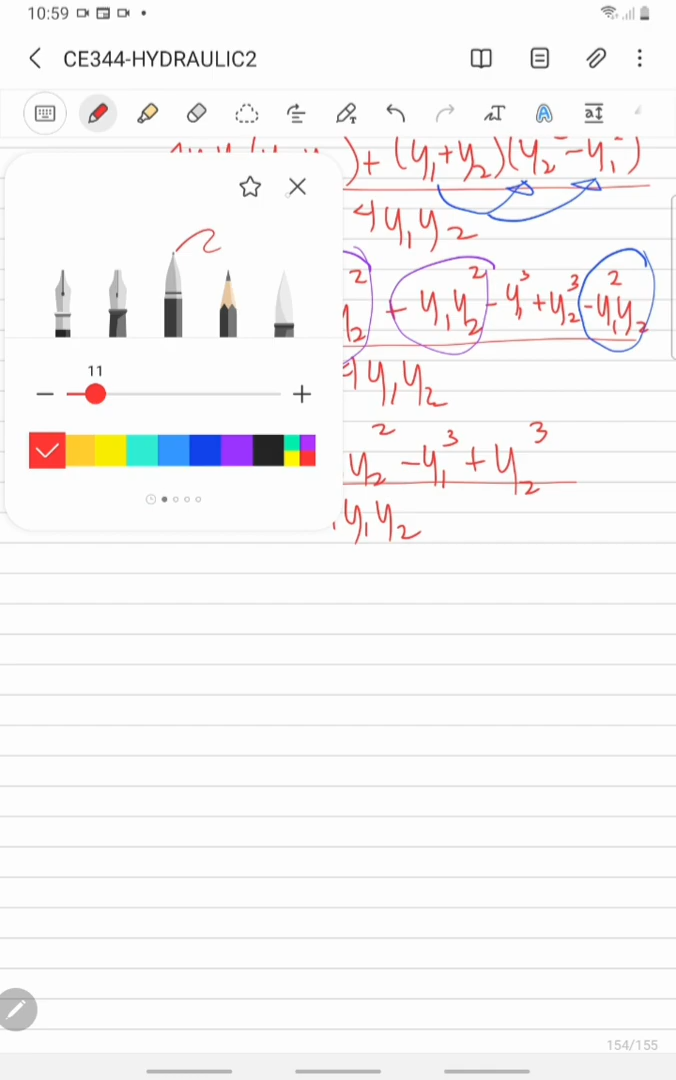 10:59
CE344-HYDRAULIC2
) + (y₁+y₂)(y₂²-y₁²)
4y₁y₂
11
+ y₁y₂² - y₁³ + y₂³ - y₁²y₂
4y₁y₂
y₂² - y₁³ + y₂³
y₁y₂
154/155